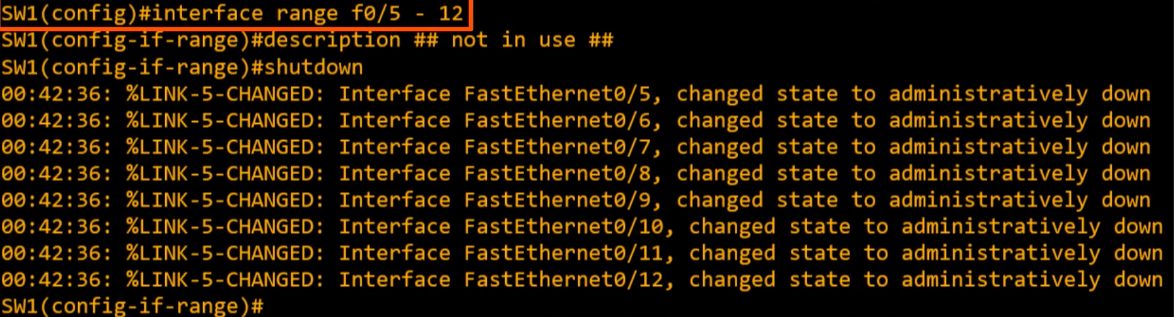 SW1(config)#interface range f0/5 - 12
SW1(config-if-range)#description ## not in use ##
SW1(config-if-range)#shutdown
00:42:36: %LINK-5-CHANGED: Interface FastEthernet0/5, changed state to administratively down
00:42:36: %LINK-5-CHANGED: Interface FastEthernet0/6, changed state to administratively down
00:42:36: %LINK-5-CHANGED: Interface FastEthernet0/7, changed state to administratively down
00:42:36: %LINK-5-CHANGED: Interface FastEthernet0/8, changed state to administratively down
00:42:36: %LINK-5-CHANGED: Interface FastEthernet0/9, changed state to administratively down
00:42:36: %LINK-5-CHANGED: Interface FastEthernet0/10, changed state to administratively down
00:42:36: %LINK-5-CHANGED: Interface FastEthernet0/11, changed state to administratively down
00:42:36: %LINK-5-CHANGED: Interface FastEthernet0/12, changed state to administratively down
SW1(config-if-range)#